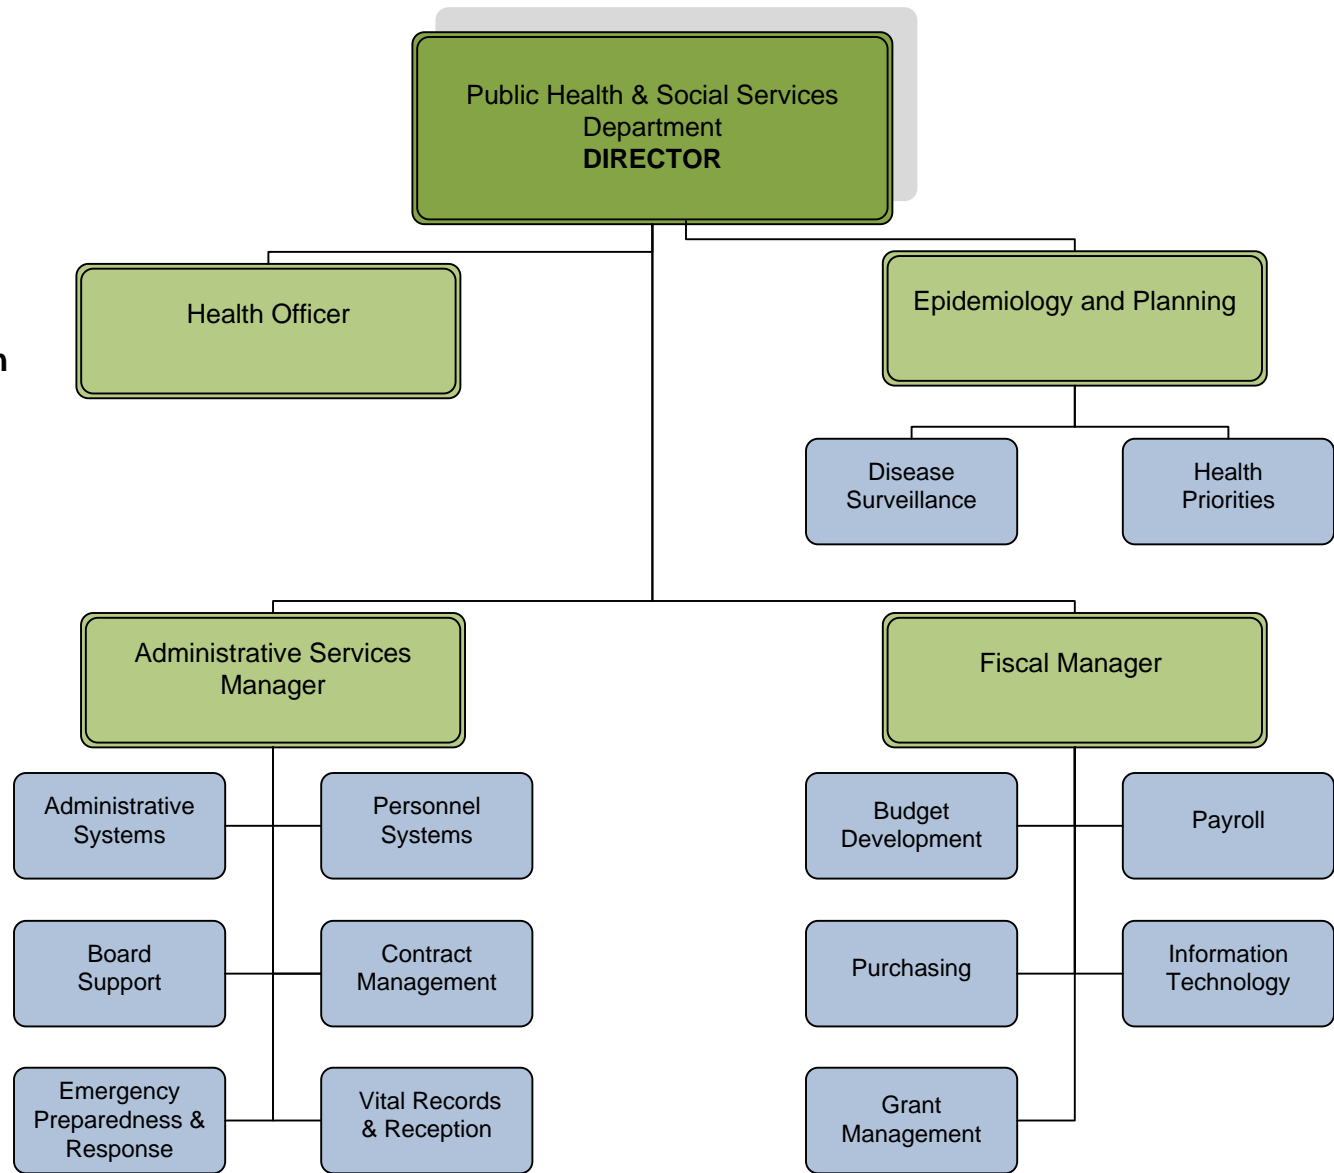 Public Health & Social Services
Department
DIRECTOR
Health Officer
Epidemiology and Planning
Disease
Surveillance
Health
Priorities
Administrative Services
Manager
Fiscal Manager
Administrative
Systems
Personnel
Systems
Budget
Development
Payroll
Board
Support
Contract
Management
Purchasing
Information
Technology
Emergency
Preparedness &
Response
Vital Records
& Reception
Grant
Management